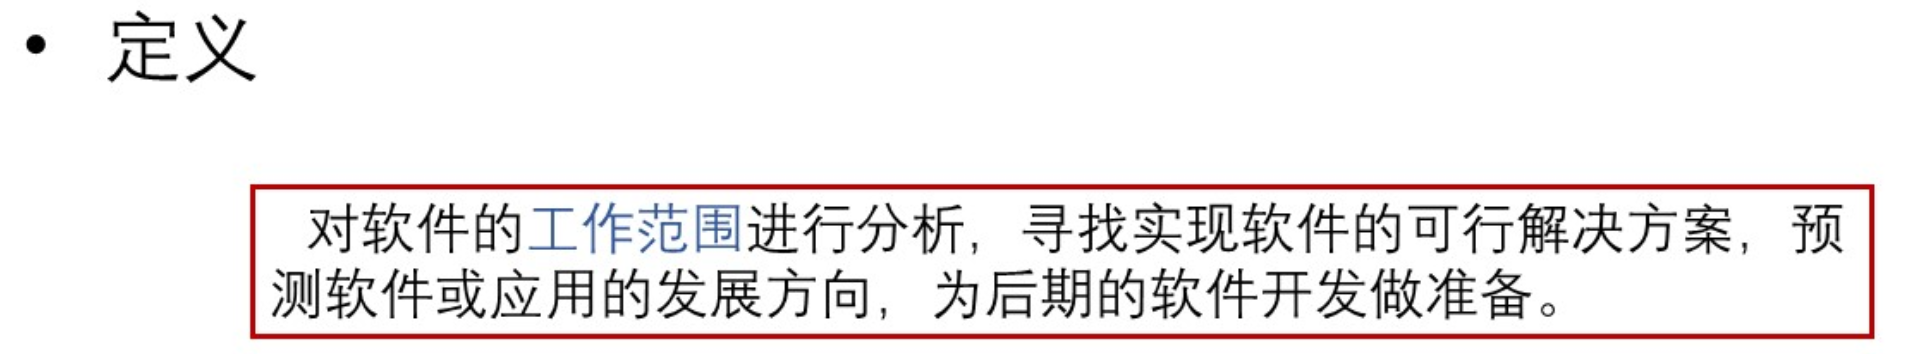 • 定义
对软件的工作范围进行分析，寻找实现软件的可行解决方案，预
测软件或应用的发展方向，为后期的软件开发做准备。